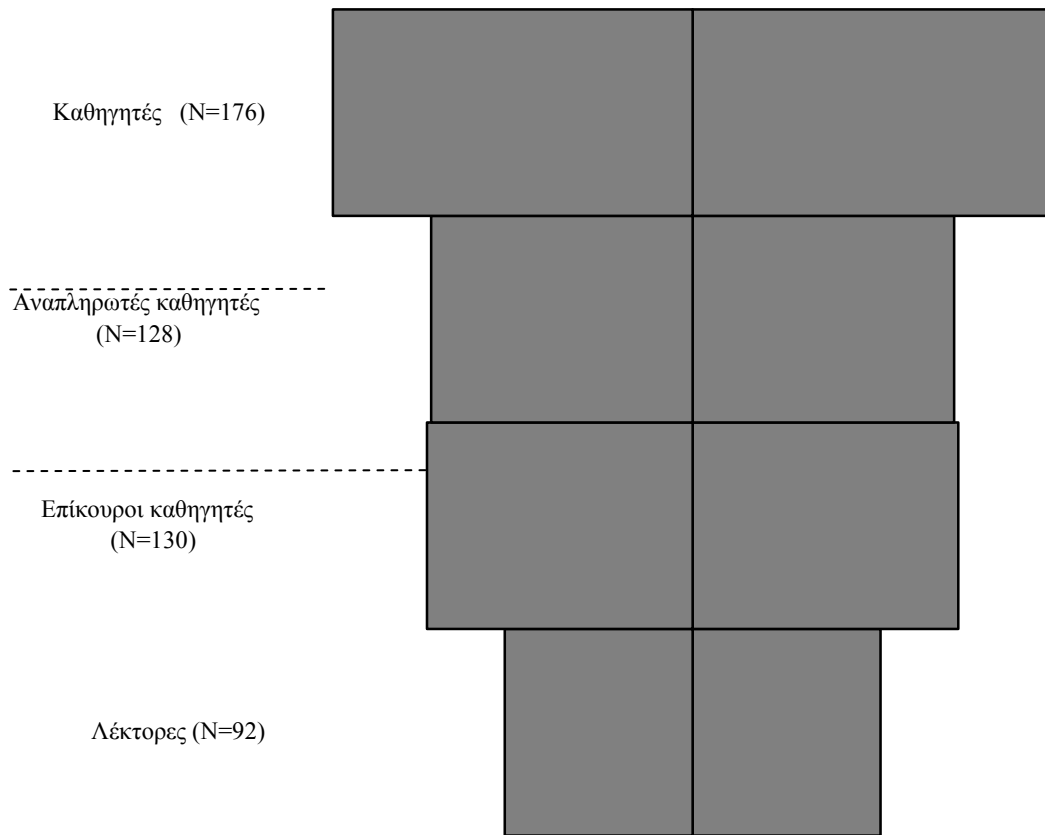 Καθηγητές (N=176)
Αναπληρωτές καθηγητές
(N=128)
Επίκουροι καθηγητές
(N=130)
Λέκτορες (N=92)